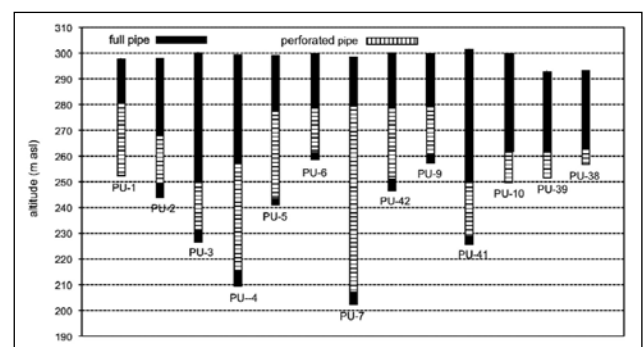 310
full pipe
perforated pipe
300
290
280
270
260
250
240
230
220
210
200
190
altitude (m asl)
PU-1
PU-2
PU-3
PU--4
PU-5
PU-6
PU-7
PU-42
PU-9
PU-41
PU-10
PU-39
PU-38